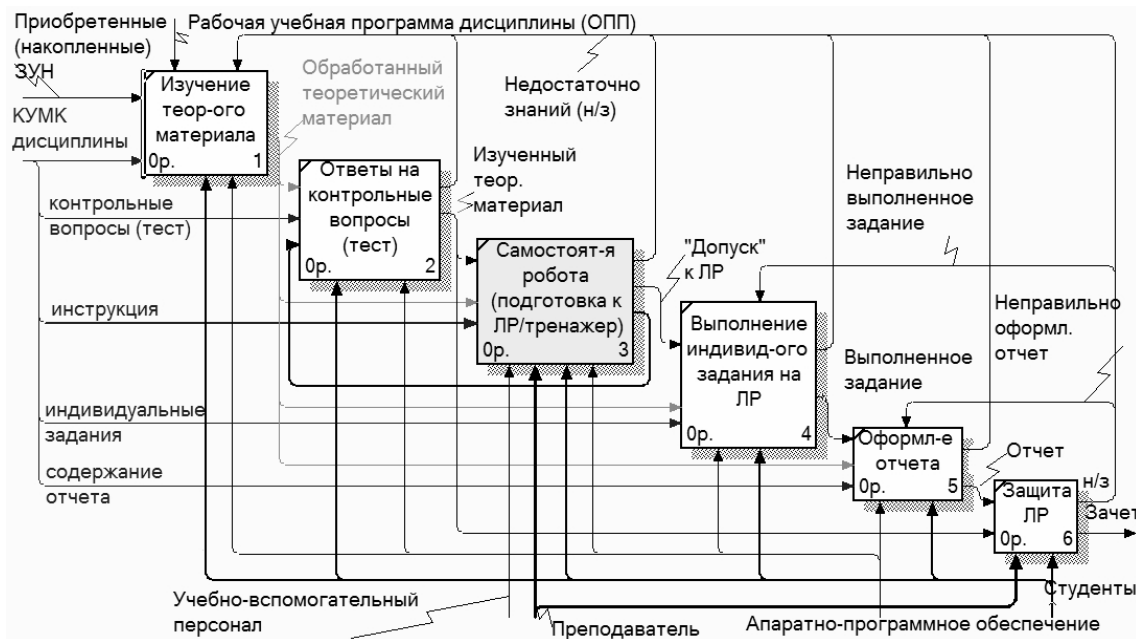 Приобретенные
(накопленные)
ЗУН
Рабочая учебная программа дисциплины (ОПП)
КУМК
дисциплины
Изучение
теор-ого
материала
0р. 1
Обработанный
теоретический
материал
Недостаточно
знаний (н/з)
Ответы на
контрольные
вопросы
(тест)
0р. 2
Изученный
теор.
материал
контрольные
вопросы (тест)
Неправильно
выполненное
задание
Самостоят-я
робота
(подготовка к
ЛР/тренажер)
0р. 3
"Допуск"
к ЛР
инструкция
Неправильно
оформл.
отчет
Выполнение
индивид-ого
задания на
ЛР
0р. 4
Выполненное
задание
индивидуальные
задания
Оформл-е
отчета
0р. 5
Отчет
содержание
отчета
Защита
ЛР
0р. 6
н/з
Зачет
Учебно-вспомогательный
персонал
Преподаватель
Апаратно-программное обеспечение
Студенты